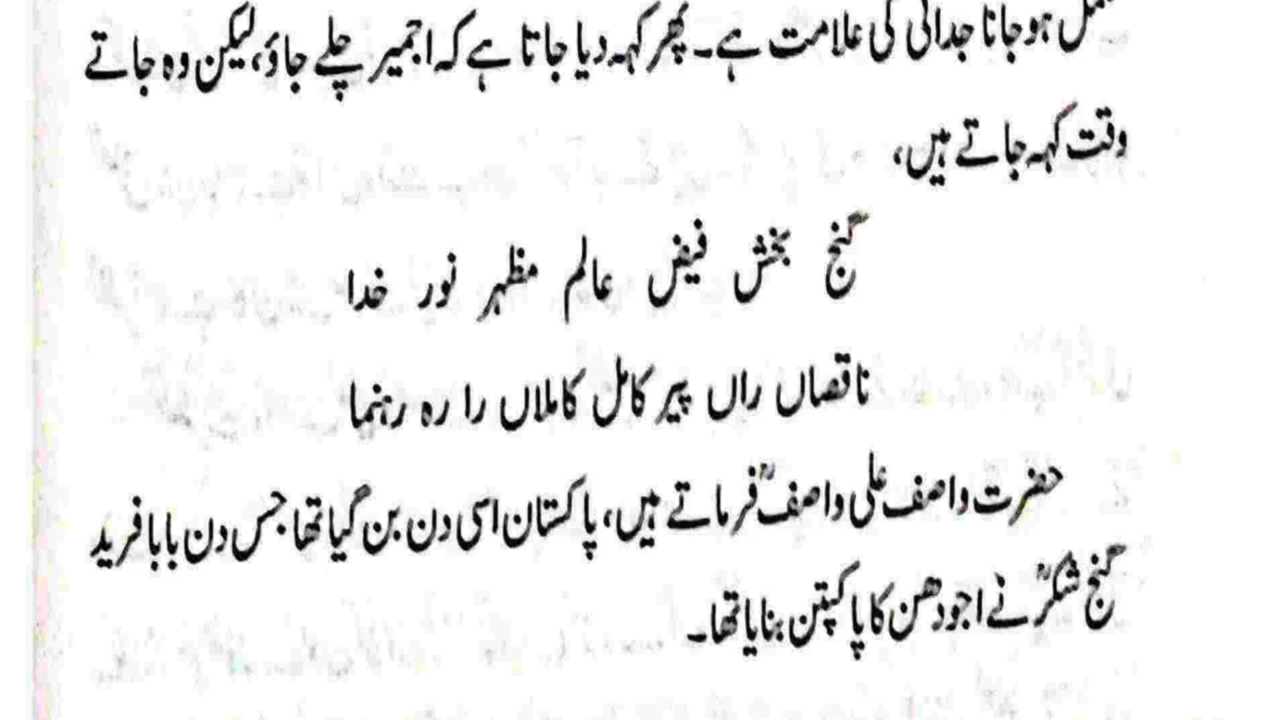 ہو جانا جدائی کی علامت ہے۔ پھر کہہ دیا جاتا ہے کہ اجمیر چلے جاؤ، لیکن وہ جاتے
وقت کہہ جاتے ہیں،
گنج بخش فیض عالم مظہر نور خدا
ناقصاں راں پیر کامل کاملاں را رہ رہنما
حضرت واصف علی واصفؒ فرماتے ہیں، پاکستان اسی دن بن گیا تھا جس دن بابا فرید
گنج شکرؒ نے اجودھن کا پاکپتن بنایا تھا۔